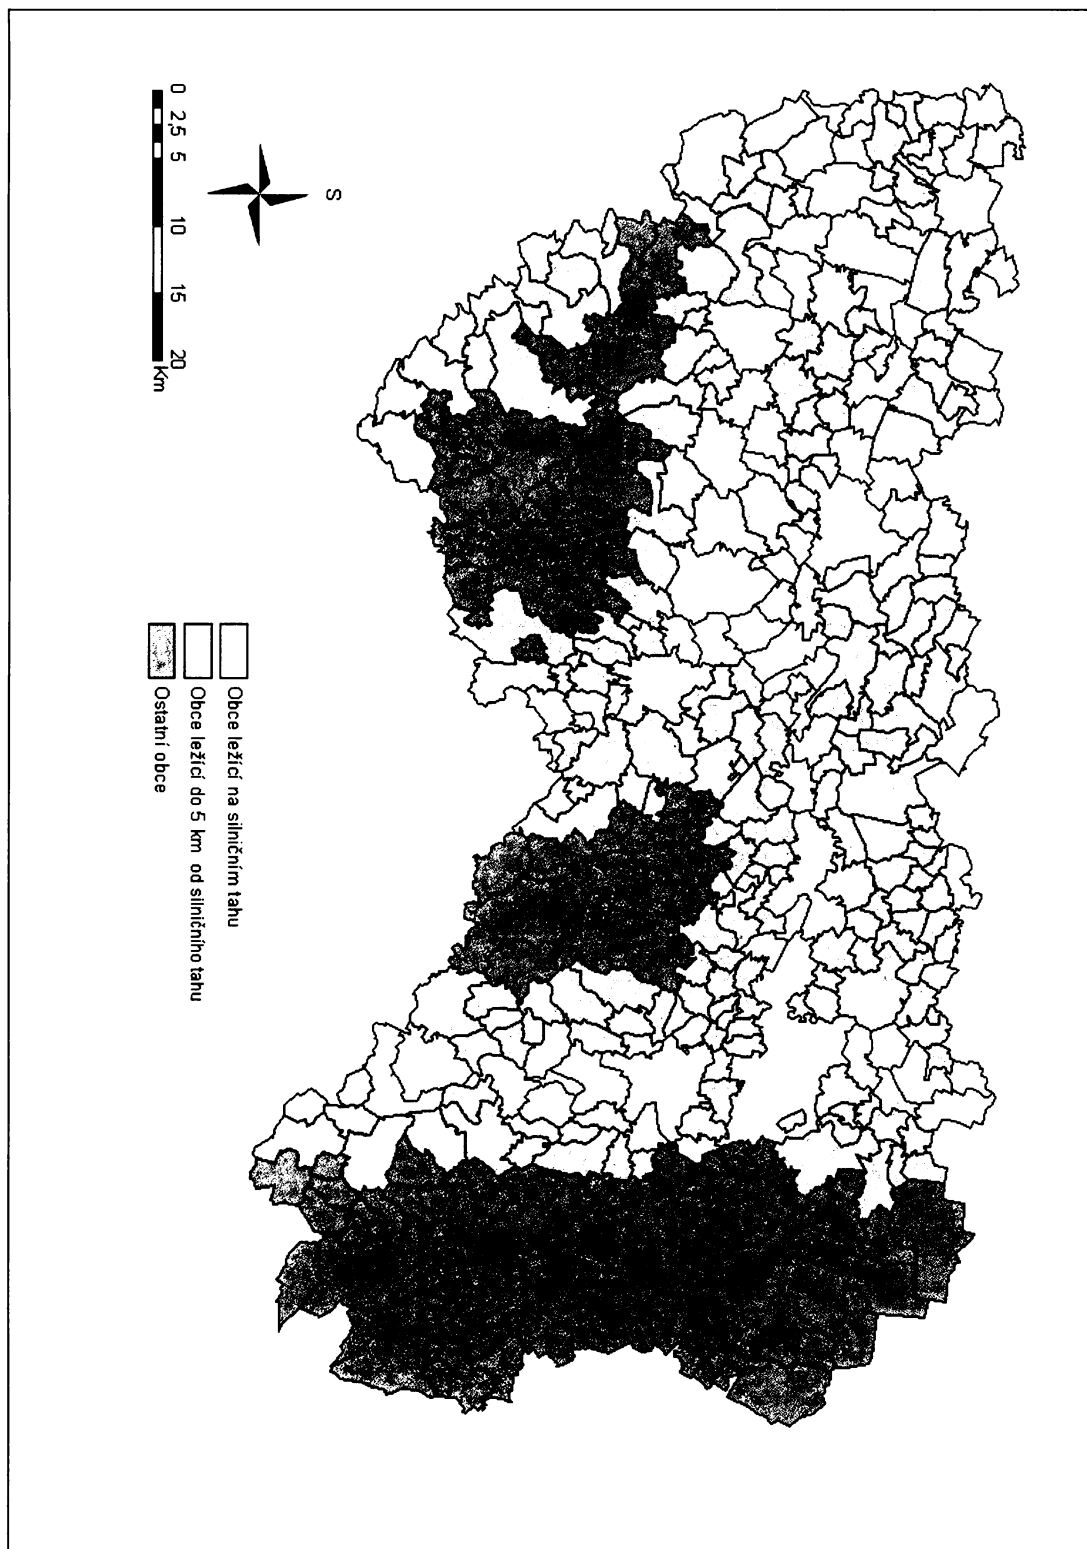 S
0 2,5 5 10 15 20
Km
Obce ležící na silničním tahu
Obce ležící do 5 km od silničního tahu
Ostatní obce